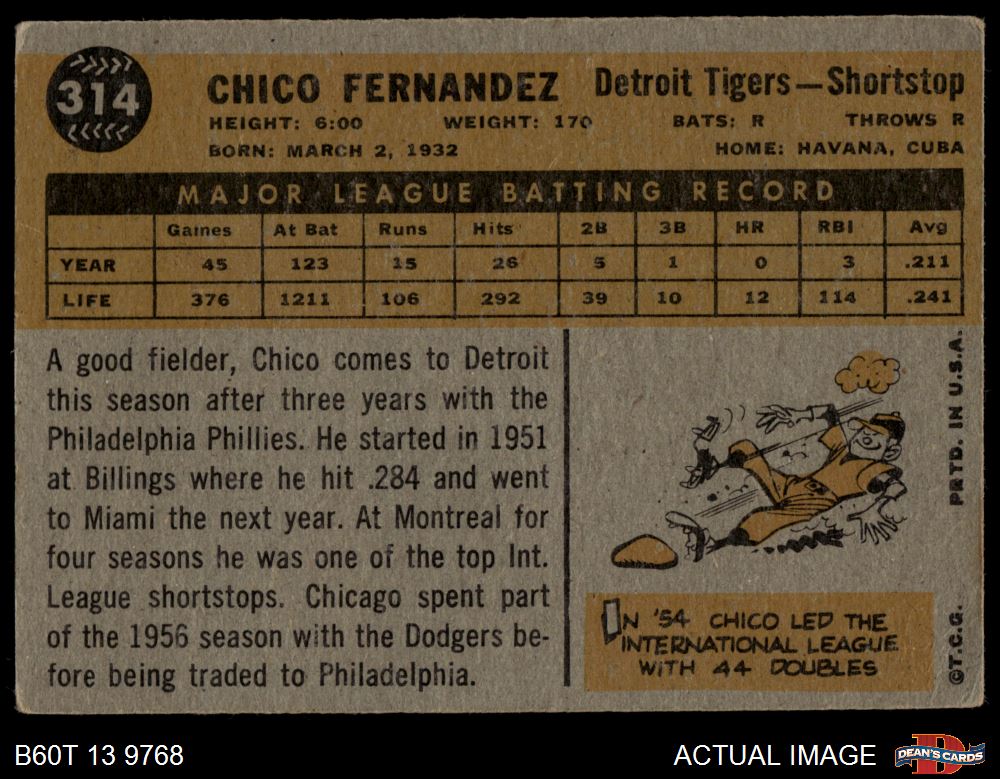 314
CHICO FERNANDEZ Detroit Tigers—Shortstop
HEIGHT: 6:00 WEIGHT: 170 BATS: R THROWS R
BORN: MARCH 2, 1932 HOME: HAVANA, CUBA
MAJOR LEAGUE BATTING RECORD
Games At Bat Runs Hits 2B 3B HR RBI Avg
YEAR 45 123 15 26 5 1 0 3 .211
LIFE 376 1211 106 292 39 10 12 114 .241
A good fielder, Chico comes to Detroit
this season after three years with the
Philadelphia Phillies. He started in 1951
at Billings where he hit .284 and went
to Miami the next year. At Montreal for
four seasons he was one of the top Int.
League shortstops. Chicago spent part
of the 1956 season with the Dodgers be-
fore being traded to Philadelphia.
IN '54 CHICO LED THE
INTERNATIONAL LEAGUE
WITH 44 DOUBLES
©T.C.G. PRTD. IN U.S.A.
B60T 13 9768 ACTUAL IMAGE DEAN'S CARDS